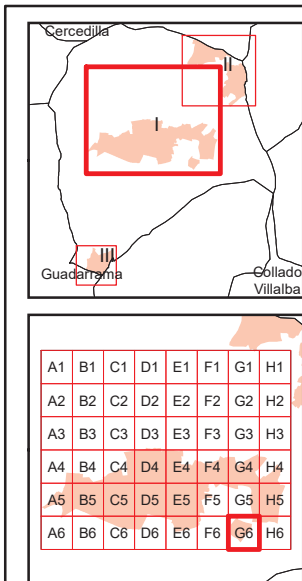 Cercedilla
II
I
III
Guadarrama
Collado
Villalba
A1 B1 C1 D1 E1 F1 G1 H1
A2 B2 C2 D2 E2 F2 G2 H2
A3 B3 C3 D3 E3 F3 G3 H3
A4 B4 C4 D4 E4 F4 G4 H4
A5 B5 C5 D5 E5 F5 G5 H5
A6 B6 C6 D6 E6 F6 G6 H6